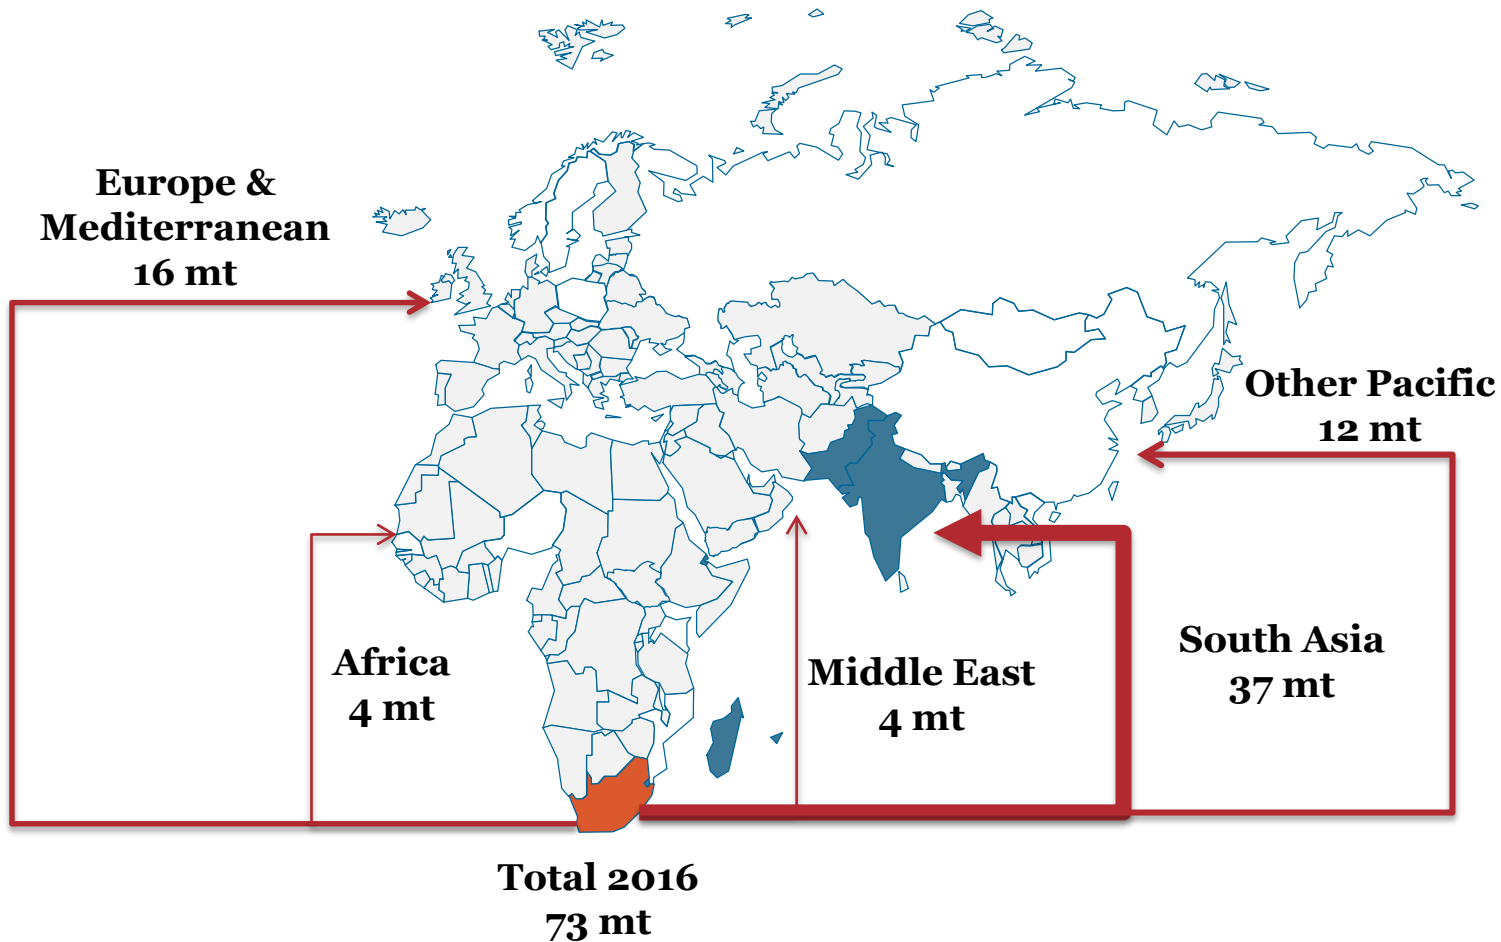 Europe &
Mediterranean
16 mt
Other Pacific
12 mt
South Asia
37 mt
Africa
4 mt
Middle East
4 mt
Total 2016
73 mt